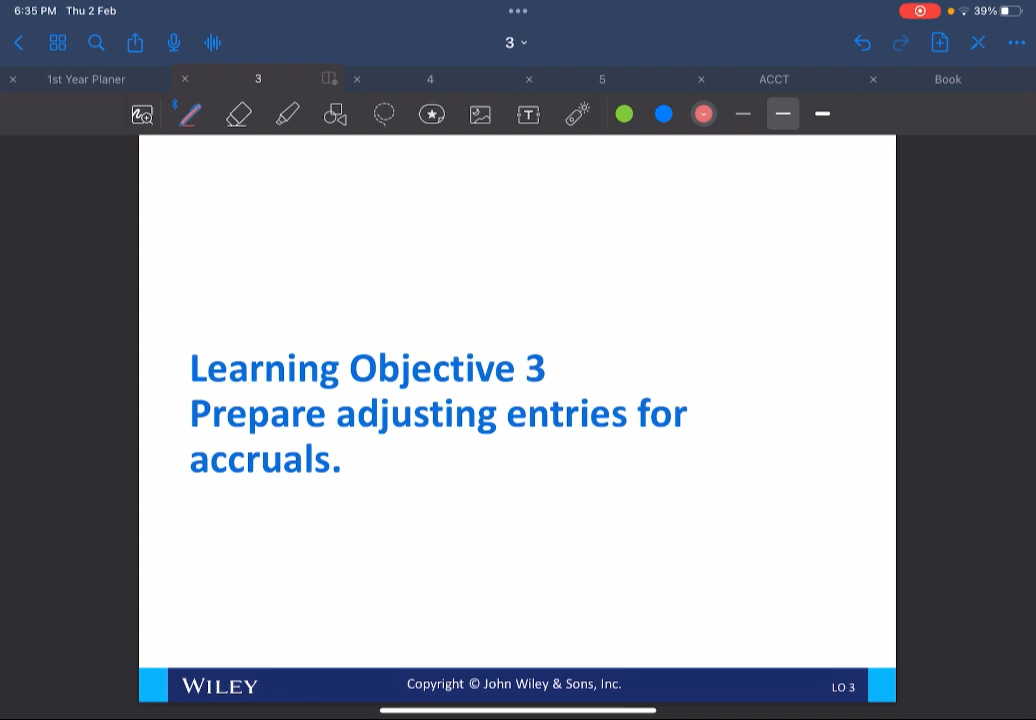 6:35 PM Thu 2 Feb
39%
3
1st Year Planer
3
4
5
ACCT
Book
T
Learning Objective 3
Prepare adjusting entries for
accruals.
WILEY
Copyright © John Wiley & Sons, Inc.
LO 3